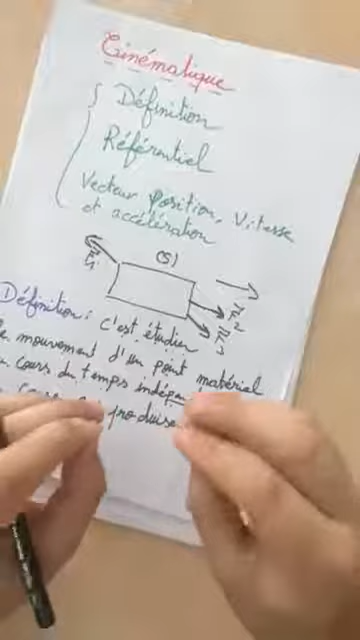 Cinématique
Définition
Référentiel
Vecteur position, Vitesse
et accélération
(S)
F₁
F₂
F₃
Définition : c'est étudier
le mouvement d'un point matériel
au cours du temps
produise